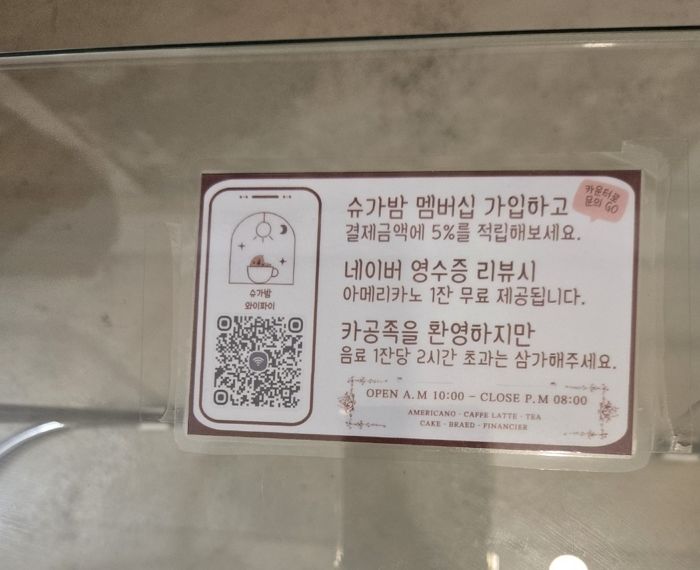 슈가밤 멤버십 가입하고
카운터로
문의 GO
결제금액에 5%를 적립해보세요.
네이버 영수증 리뷰시
아메리카노 1잔 무료 제공됩니다.
슈가밤
와이파이
카공족을 환영하지만
음료 1잔당 2시간 초과는 삼가해주세요.
OPEN A.M 10:00 – CLOSE P.M 08:00
AMERICANO · CAFFE LATTE · TEA
CAKE · BRAED · FINANCIER